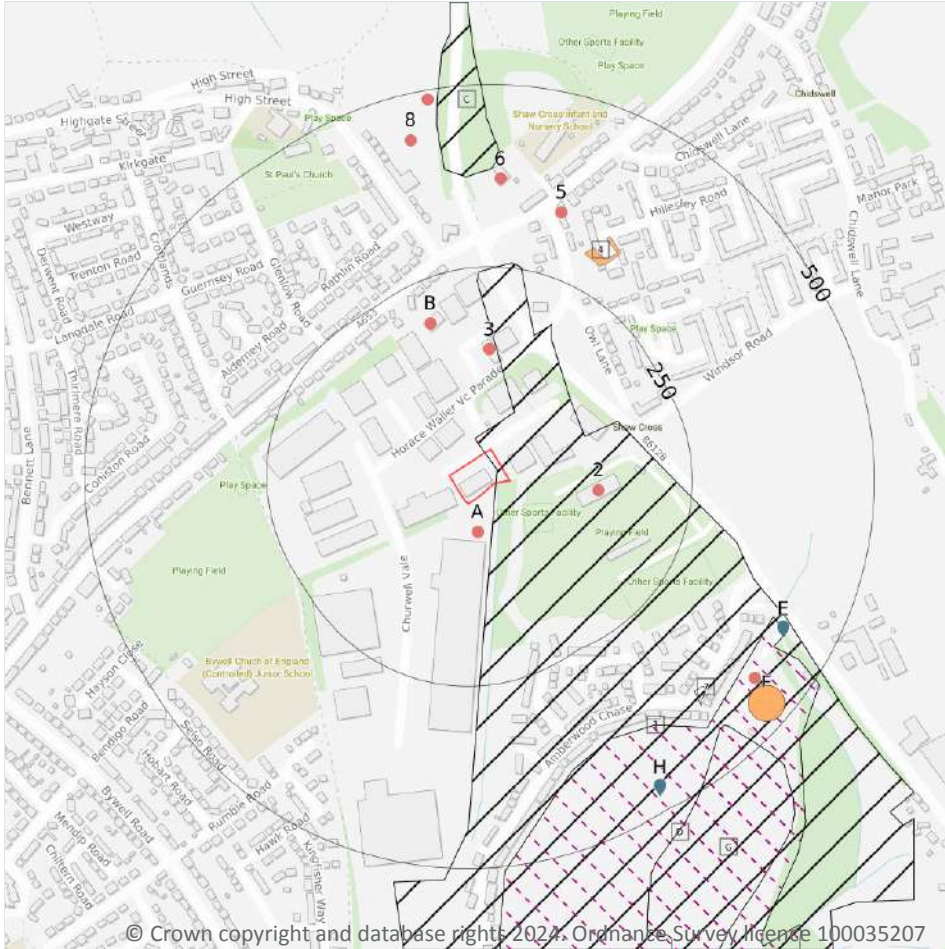 Playing Field
Other Sports Facility
Play Space
High Street
High Street
Chidswell
C
Highgate Street
Play Space
Shaw Cross Infant and
Nursery School
8
Chidswell Lane
Kirkgate
St Paul's Church
6
5
Manor Park
Hillesley Road
Westway
Crowlands
4
Chidswell Lane
Derwent Road
Trenton Road
Rathlin Road
Guernsey Road
Glenlow Road
500
B
A653
Langdale Road
3
Play Space
Owl Lane
Alderney Road
Windsor Road
250
Thirlmere Road
Horace Waller Vc Parade
Shaw Cross
B6128
Coniston Road
Bennett Lane
2
Play Space
A
Other Sports Facility
Playing Field
Playing Field
Churwell Vale
Other Sports Facility
E
Heyson Close
Bywell Church of England
(Controlled) Junior School
F
7
Bendigo Road
Selso Road
1
Amberwood Chase
Hobart Road
H
Bywell Road
Rumble Road
Mendip Road
Hawk Road
D
G
Chiltern Road
Kingfisher Way
© Crown copyright and database rights 2024. Ordnance Survey license 100035207